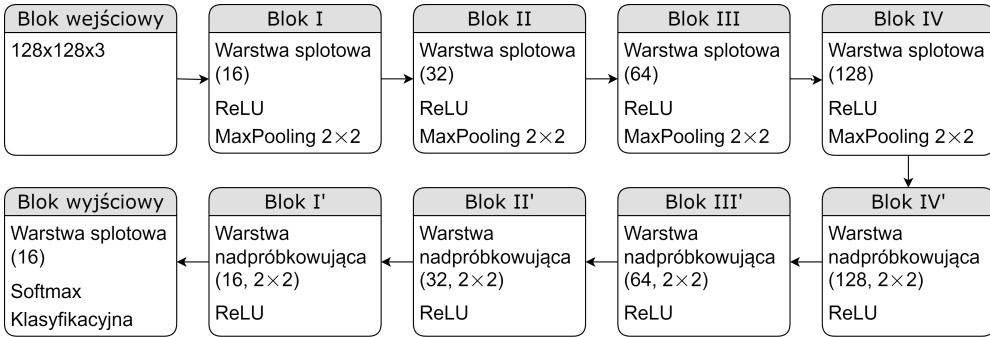 Blok wejściowy
128x128x3
Blok I
Warstwa splotowa
(16)
ReLU
MaxPooling 2×2
Blok II
Warstwa splotowa
(32)
ReLU
MaxPooling 2×2
Blok III
Warstwa splotowa
(64)
ReLU
MaxPooling 2×2
Blok IV
Warstwa splotowa
(128)
ReLU
MaxPooling 2×2
Blok wyjściowy
Warstwa splotowa
(16)
Softmax
Klasyfikacyjna
Blok I'
Warstwa
nadpróbkowująca
(16, 2×2)
ReLU
Blok II'
Warstwa
nadpróbkowująca
(32, 2×2)
ReLU
Blok III'
Warstwa
nadpróbkowująca
(64, 2×2)
ReLU
Blok IV'
Warstwa
nadpróbkowująca
(128, 2×2)
ReLU